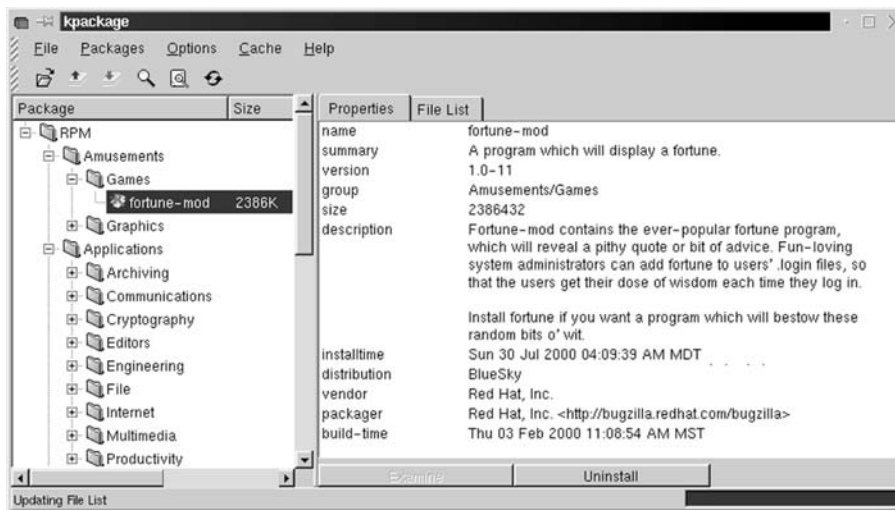 kpackage
File Packages Options Cache Help
Package Size
RPM
Amusements
Games
fortune-mod 2386K
Graphics
Applications
Archiving
Communications
Cryptography
Editors
Engineering
File
Internet
Multimedia
Productivity
Properties File List
name fortune-mod
summary A program which will display a fortune.
version 1.0-11
group Amusements/Games
size 2386432
description Fortune-mod contains the ever-popular fortune program,
which will reveal a pithy quote or bit of advice. Fun-loving
system administrators can add fortune to users' .login files, so
that the users get their dose of wisdom each time they log in.
Install fortune if you want a program which will bestow these
random bits o' wit.
installtime Sun 30 Jul 2000 04:09:39 AM MDT
distribution BlueSky
vendor Red Hat, Inc.
packager Red Hat, Inc. <http://bugzilla.redhat.com/bugzilla>
build-time Thu 03 Feb 2000 11:08:54 AM MST
Examine Uninstall
Updating File List